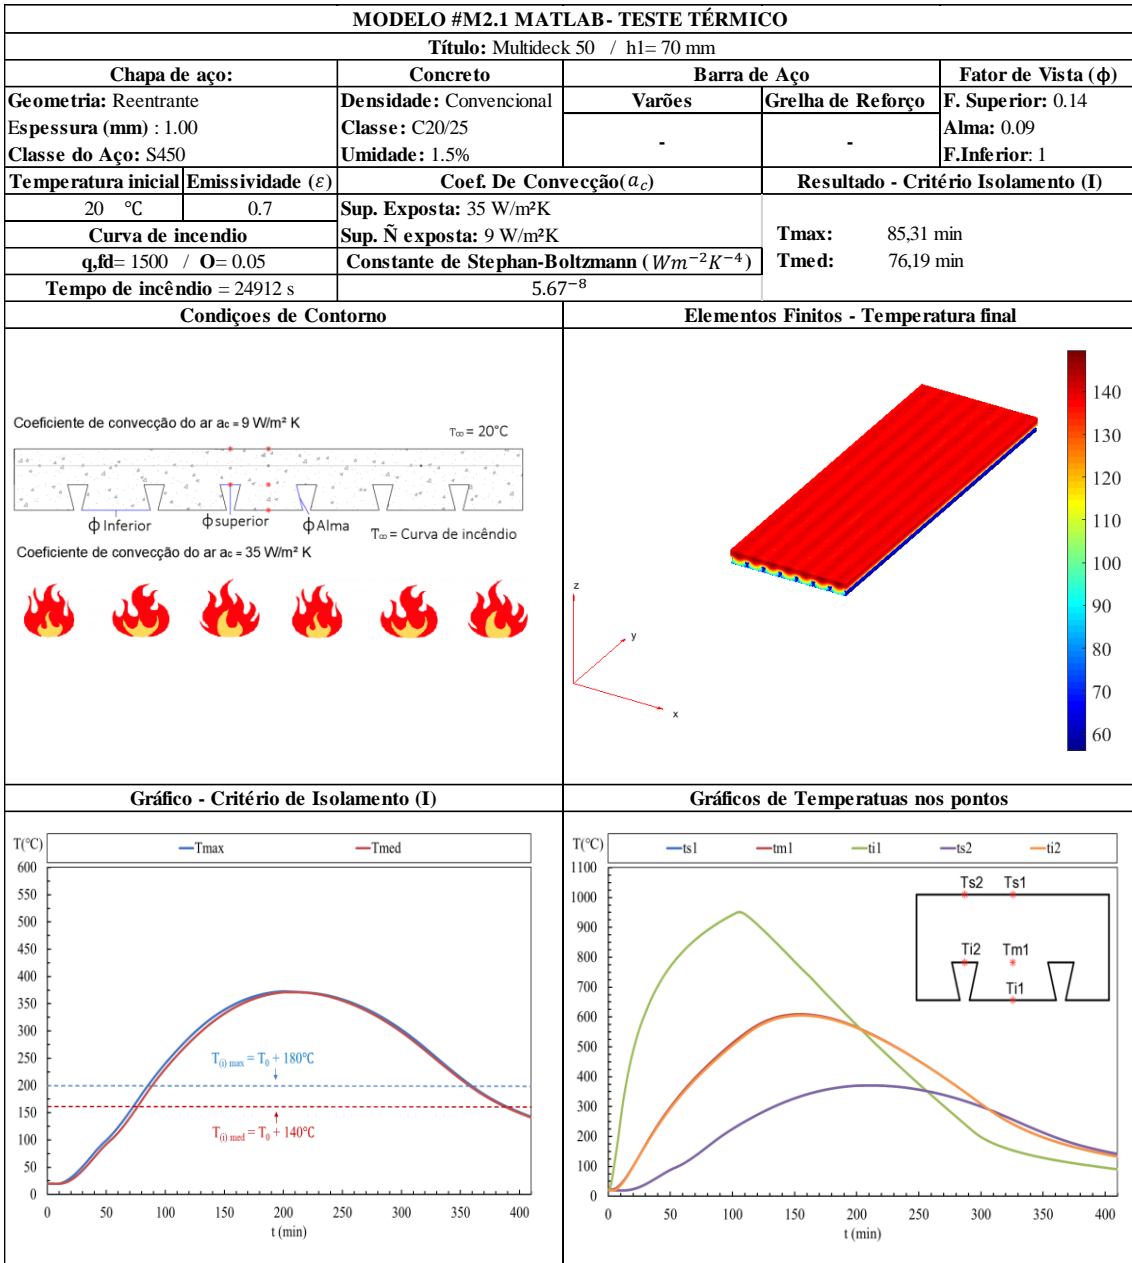 MODELO #M2.1 MATLAB- TESTE TÉRMICO
Título: Multideck 50 / h1= 70 mm
Chapa de aço: Concreto Barra de Aço Fator de Vista (ϕ)
Geometria: Reentrante Densidade: Convencional Varões Grelha de Reforço F. Superior: 0.14
Espessura (mm) : 1.00 Classe: C20/25 - - Alma: 0.09
Classe do Aço: S450 Umidade: 1.5% F.Inferior: 1
Temperatura inicial Emissividade (ε) Coef. De Convecção(a_c) Resultado - Critério Isolamento (I)
20 °C 0.7 Sup. Exposta: 35 W/m²K
Curva de incendio Sup. Ñ exposta: 9 W/m²K Tmax: 85,31 min
q,fd= 1500 / O= 0.05 Constante de Stephan-Boltzmann (Wm⁻²K⁻⁴) Tmed: 76,19 min
Tempo de incêndio = 24912 s 5.67⁻⁸
Condiçoes de Contorno Elementos Finitos - Temperatura final
Coeficiente de convecção do ar ac = 9 W/m² K
T∞ = 20°C
ϕ Inferior ϕ superior ϕ Alma T∞ = Curva de incêndio
Coeficiente de convecção do ar ac = 35 W/m² K
140
130
120
110
100
90
80
70
60
z
y
x
Gráfico - Critério de Isolamento (I) Gráficos de Temperatuas nos pontos
T(°C)
Tmax Tmed
600
550
500
450
400
350
300
250
200
150
100
50
0
T(i) max = T0 + 180°C
T(i) med = T0 + 140°C
0 50 100 150 200 250 300 350 400
t (min)
T(°C)
ts1 tm1 ti1 ts2 ti2
1100
1000
900
800
700
600
500
400
300
200
100
0
Ts2 Ts1
Ti2 Tm1
Ti1
0 50 100 150 200 250 300 350 400
t (min)